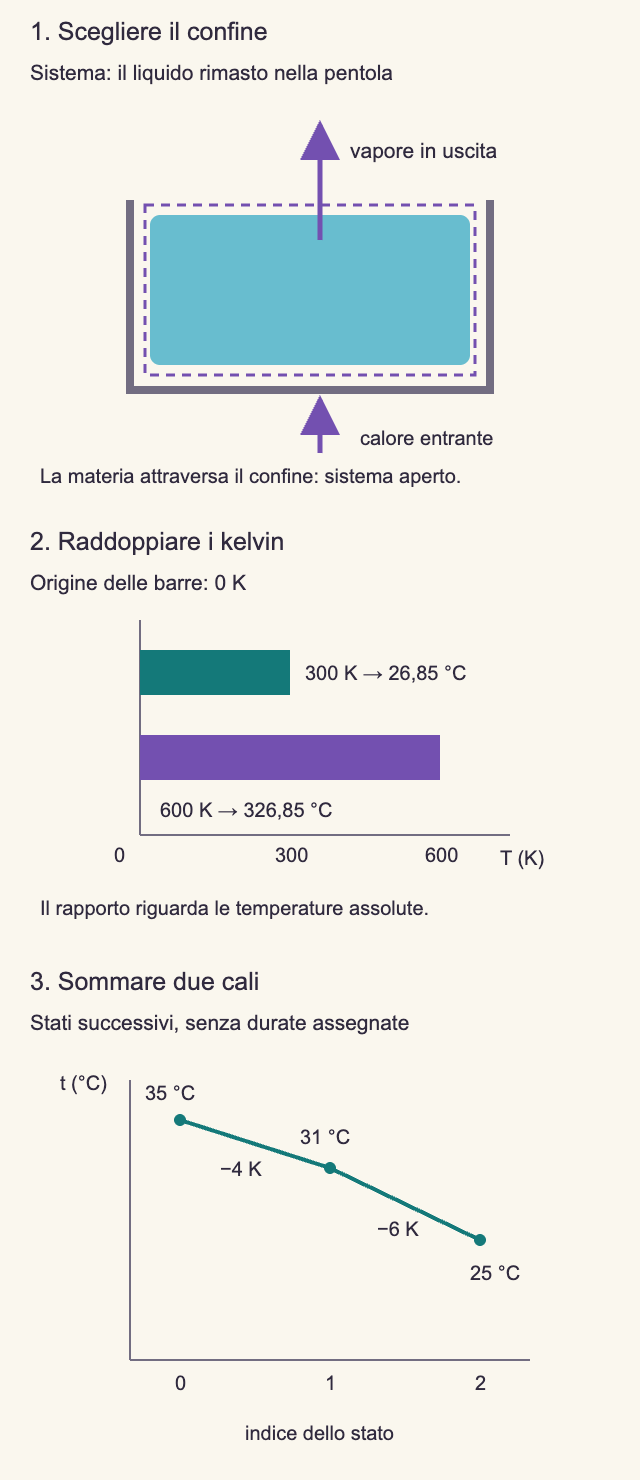 1. Scegliere il confine
Sistema: il liquido rimasto nella pentola
vapore in uscita
calore entrante
La materia attraversa il confine: sistema aperto.
2. Raddoppiare i kelvin
Origine delle barre: 0 K
300 K → 26,85 °C
600 K → 326,85 °C
0 300 600 T (K)
Il rapporto riguarda le temperature assolute.
3. Sommare due cali
Stati successivi, senza durate assegnate
t (°C)
35 °C
31 °C
−4 K
−6 K
25 °C
0 1 2
indice dello stato